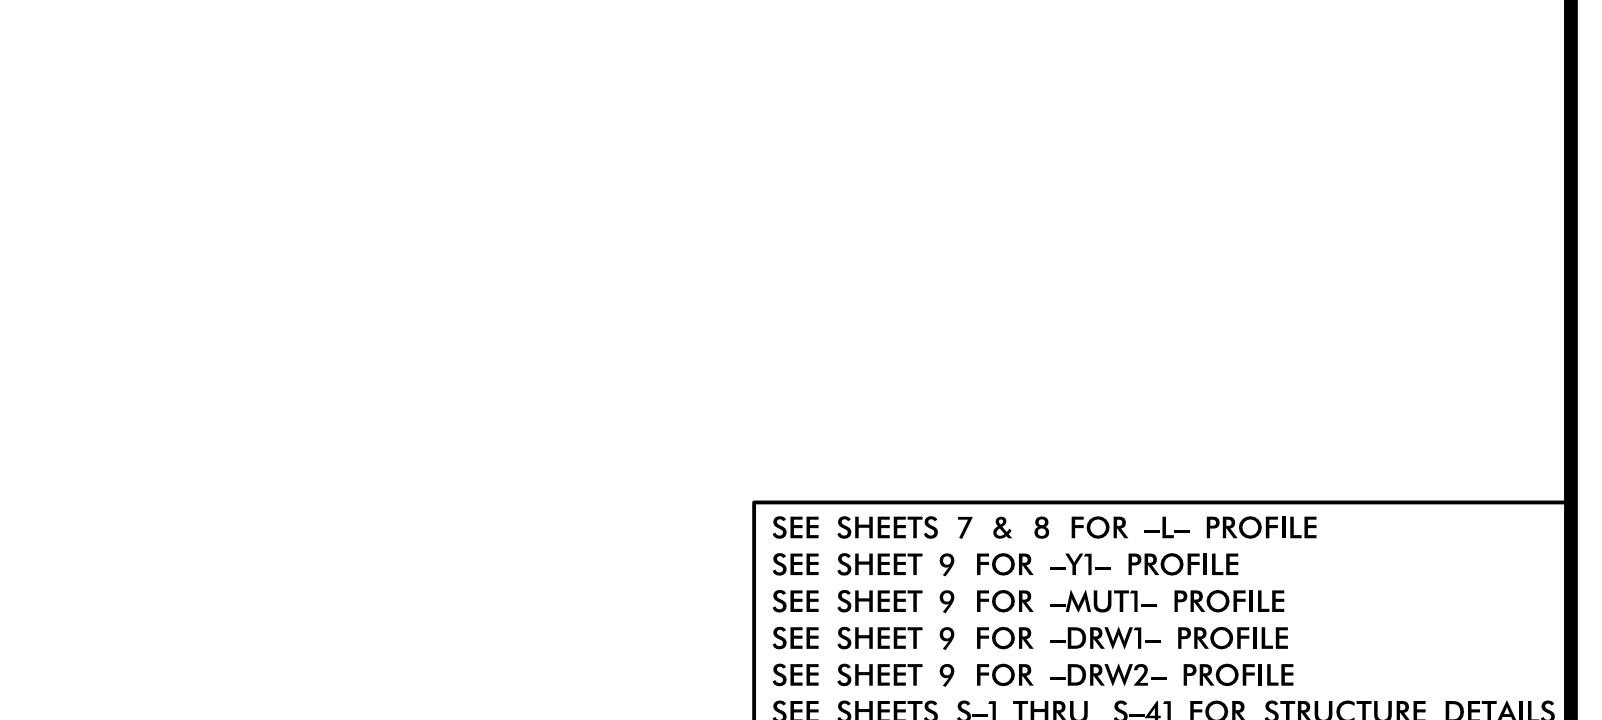 SEE SHEETS 7 & 8 FOR –L– PROFILE
SEE SHEET 9 FOR –Y1– PROFILE
SEE SHEET 9 FOR –MUT1– PROFILE
SEE SHEET 9 FOR –DRW1– PROFILE
SEE SHEET 9 FOR –DRW2– PROFILE
SEE SHEETS S–1 THRU S–41 FOR STRUCTURE DETAILS